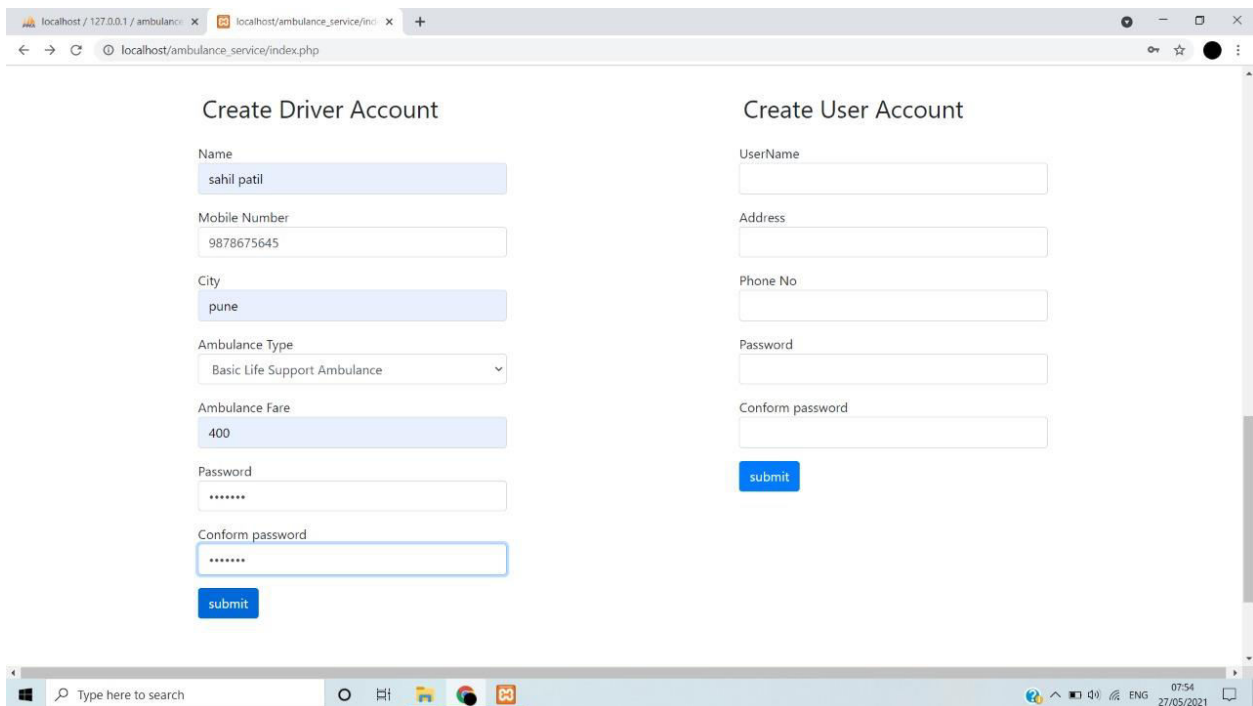 localhost / 127.0.0.1 / ambulance
localhost/ambulance_service/ind
localhost/ambulance_service/index.php
Create Driver Account
Name
sahil patil
Mobile Number
9878675645
City
pune
Ambulance Type
Basic Life Support Ambulance
Ambulance Fare
400
Password
•••••••
Conform password
•••••••
submit
Create User Account
UserName
Address
Phone No
Password
Conform password
submit
Type here to search
ENG
07:54
27/05/2021